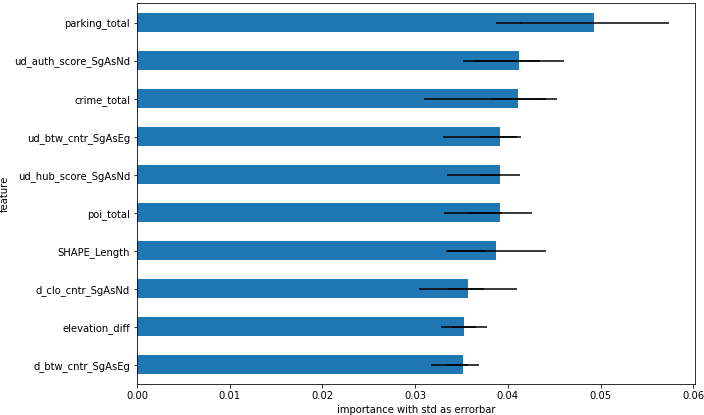 parking_total
ud_auth_score_SgAsNd
crime_total
ud_btw_cntr_SgAsEg
ud_hub_score_SgAsNd
poi_total
SHAPE_Length
d_clo_cntr_SgAsNd
elevation_diff
d_btw_cntr_SgAsEg
feature
0.00 0.01 0.02 0.03 0.04 0.05 0.06
importance with std as errorbar